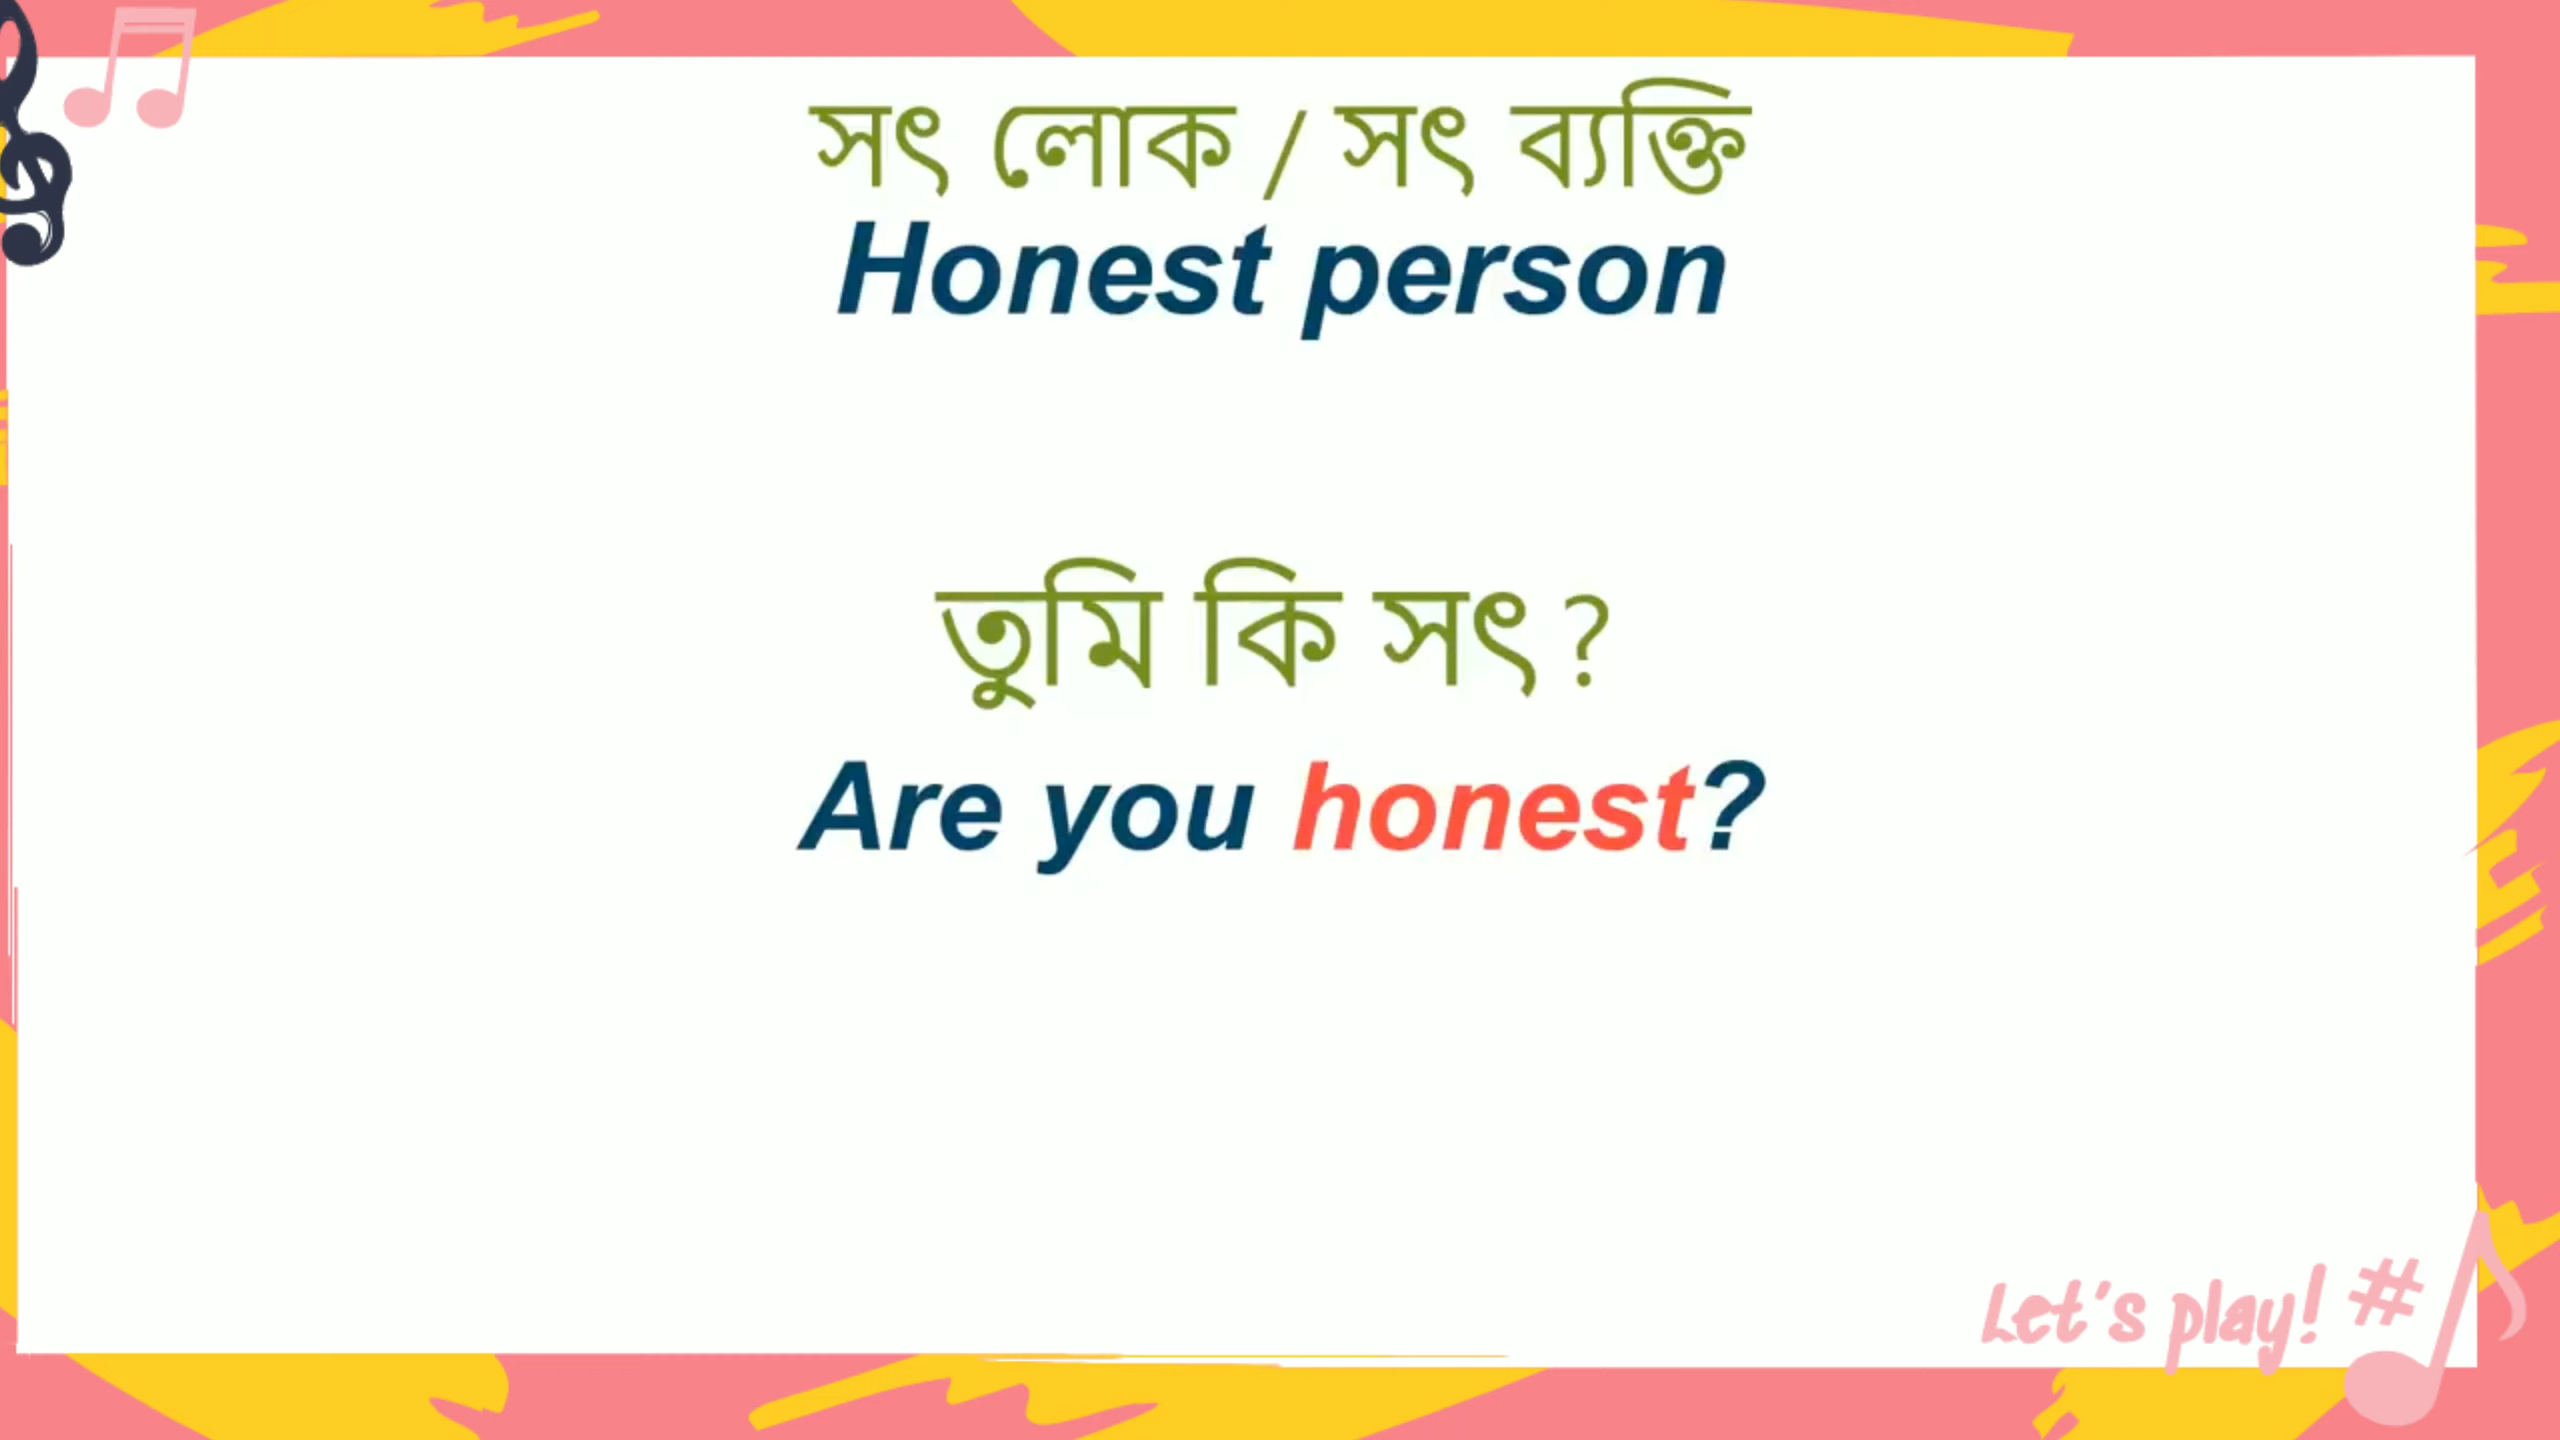 সৎ লোক / সৎ ব্যক্তি
Honest person
তুমি কি সৎ ?
Are you honest?
Let's play! #